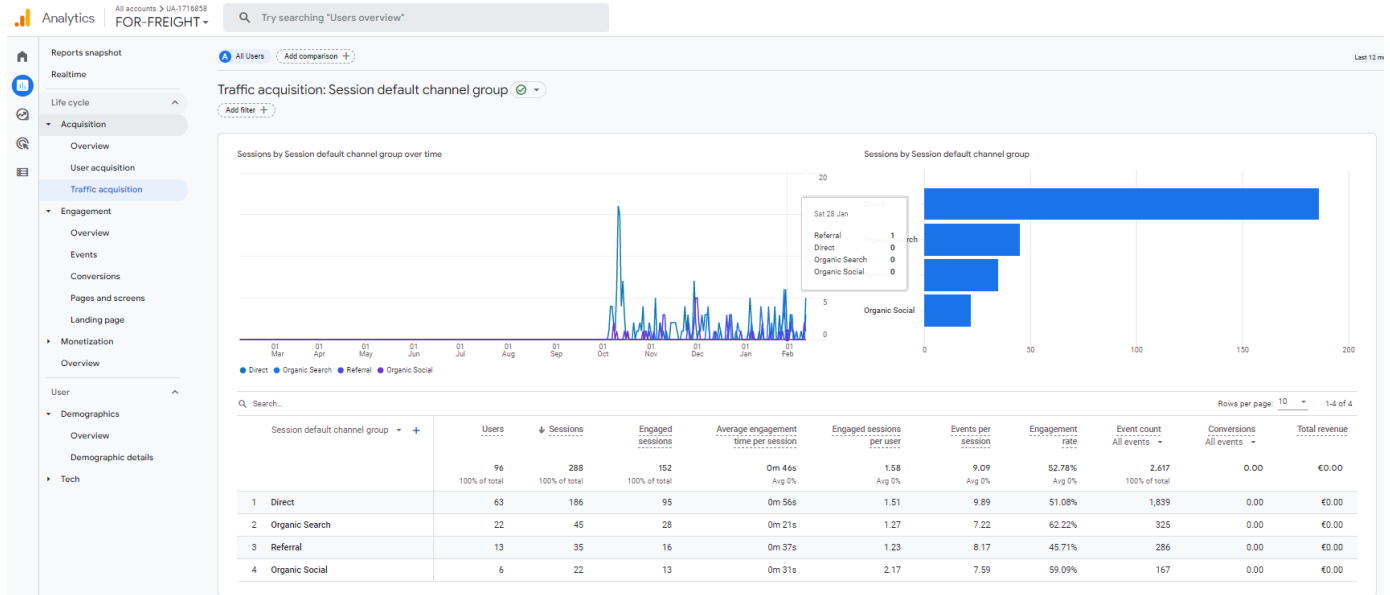 Analytics
All accounts > UA-1716858
FOR-FREIGHT
Try searching "Users overview"
Reports snapshot
Realtime
Life cycle
Acquisition
Overview
User acquisition
Traffic acquisition
Engagement
Overview
Events
Conversions
Pages and screens
Landing page
Monetization
Overview
User
Demographics
Overview
Demographic details
Tech
A All Users Add comparison +
Last 12 mo
Traffic acquisition: Session default channel group
Add filter +
Sessions by Session default channel group over time
20
5
0
01 Mar
01 Apr
01 May
01 Jun
01 Jul
01 Aug
01 Sep
01 Oct
01 Nov
01 Dec
01 Jan
01 Feb
Direct Organic Search Referral Organic Social
Sat 28 Jan
Referral 1
Direct 0
Organic Search 0
Organic Social 0
Sessions by Session default channel group
rch
Organic Social
0 50 100 150 200
Search...
Rows per page: 10 1-4 of 4
Session default channel group + Users Sessions Engaged sessions Average engagement time per session Engaged sessions per user Events per session Engagement rate Event count All events Conversions All events Total revenue
96 288 152 0m 46s 1.58 9.09 52.78% 2,617 0.00 €0.00
100% of total 100% of total 100% of total Avg 0% Avg 0% Avg 0% Avg 0% 100% of total
1 Direct 63 186 95 0m 56s 1.51 9.89 51.08% 1,839 0.00 €0.00
2 Organic Search 22 45 28 0m 21s 1.27 7.22 62.22% 325 0.00 €0.00
3 Referral 13 35 16 0m 37s 1.23 8.17 45.71% 286 0.00 €0.00
4 Organic Social 6 22 13 0m 31s 2.17 7.59 59.09% 167 0.00 €0.00